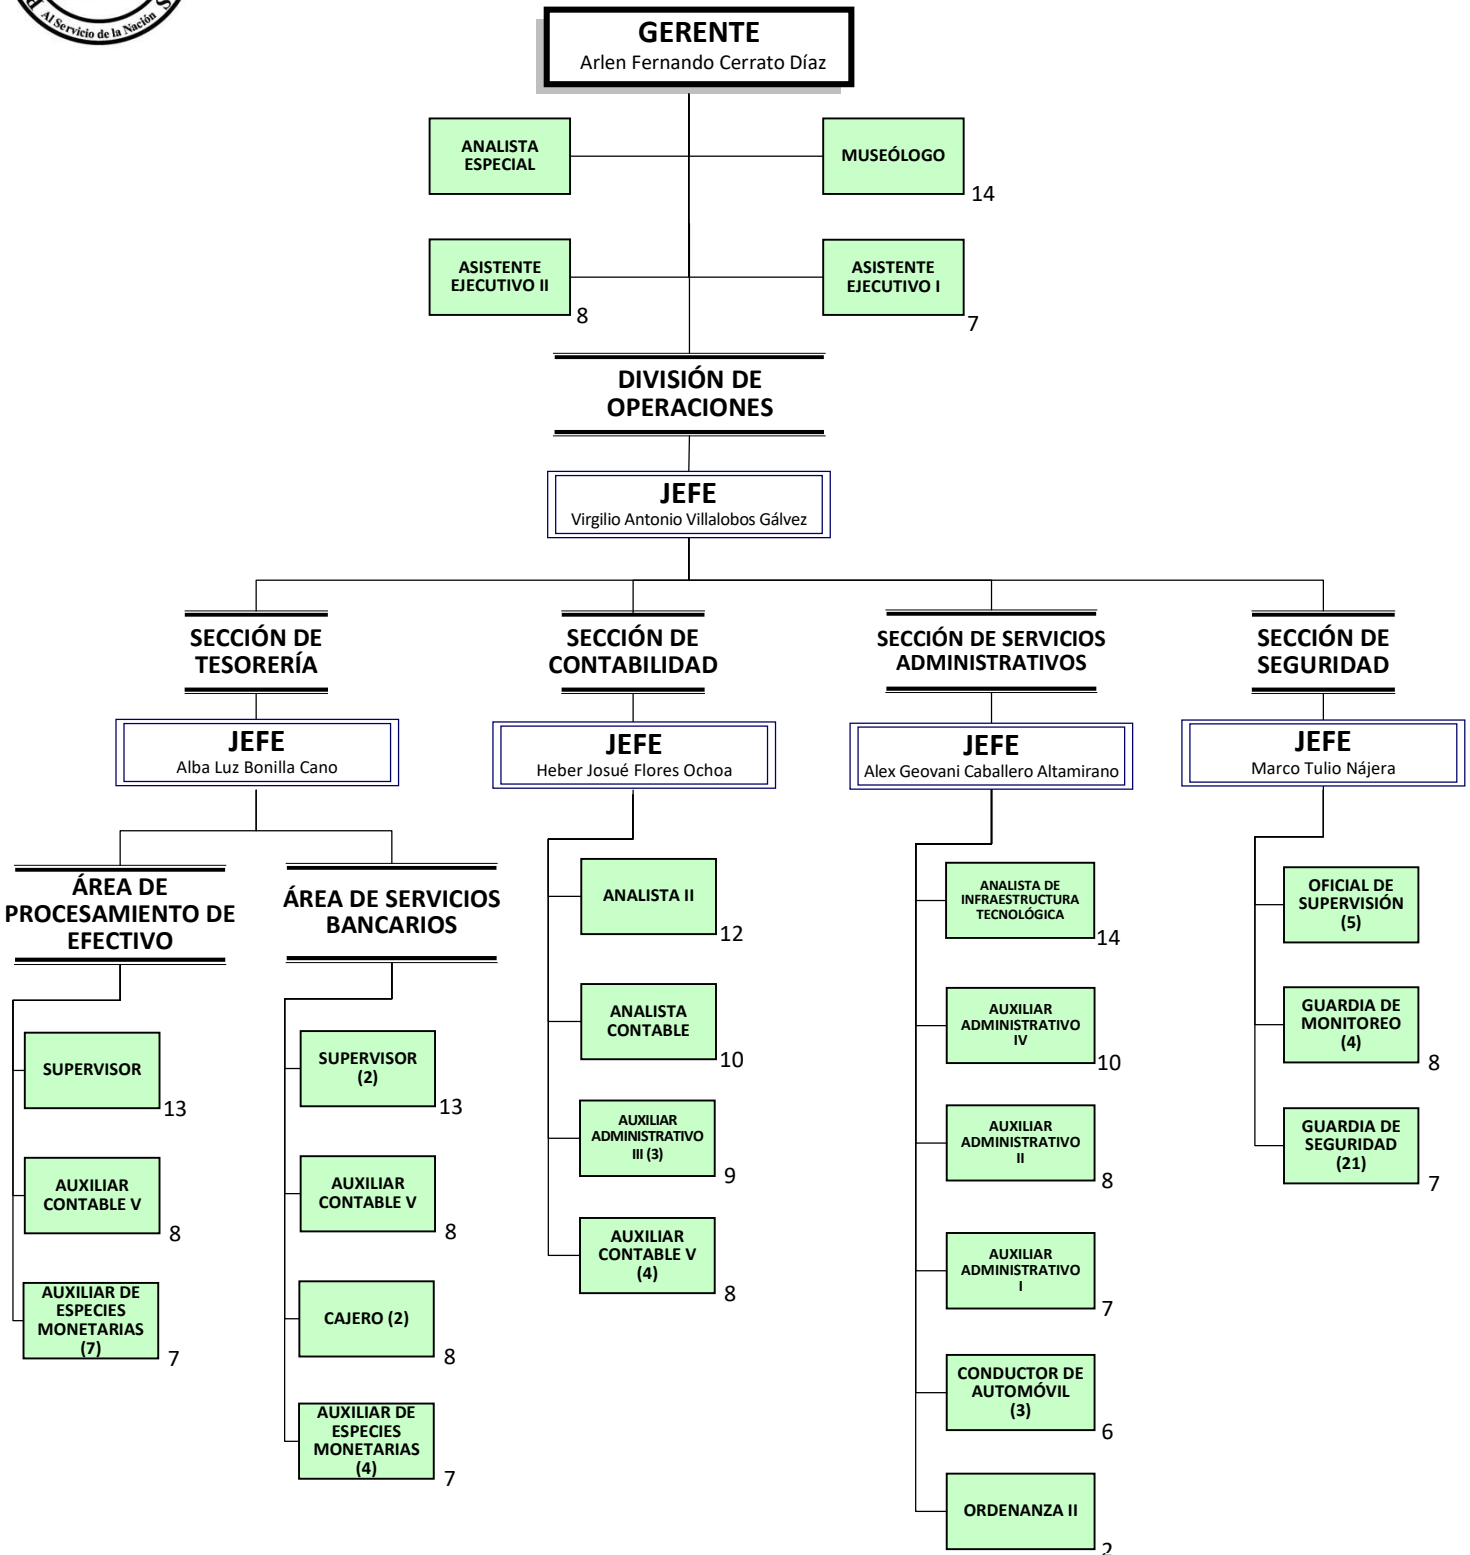 Al Servicio de la Nación
GERENTE
Arlen Fernando Cerrato Díaz
ANALISTA
ESPECIAL
MUSEÓLOGO
14
ASISTENTE
EJECUTIVO II
8
ASISTENTE
EJECUTIVO I
7
DIVISIÓN DE
OPERACIONES
JEFE
Virgilio Antonio Villalobos Gálvez
SECCIÓN DE
TESORERÍA
JEFE
Alba Luz Bonilla Cano
ÁREA DE
PROCESAMIENTO DE
EFECTIVO
SUPERVISOR
13
AUXILIAR
CONTABLE V
8
AUXILIAR DE
ESPECIES
MONETARIAS
(7)
7
ÁREA DE SERVICIOS
BANCARIOS
SUPERVISOR
(2)
13
AUXILIAR
CONTABLE V
8
CAJERO (2)
8
AUXILIAR DE
ESPECIES
MONETARIAS
(4)
7
SECCIÓN DE
CONTABILIDAD
JEFE
Heber Josué Flores Ochoa
ANALISTA II
12
ANALISTA
CONTABLE
10
AUXILIAR
ADMINISTRATIVO
III (3)
9
AUXILIAR
CONTABLE V
(4)
8
SECCIÓN DE SERVICIOS
ADMINISTRATIVOS
JEFE
Alex Geovani Caballero Altamirano
ANALISTA DE
INFRAESTRUCTURA
TECNOLÓGICA
14
AUXILIAR
ADMINISTRATIVO
IV
10
AUXILIAR
ADMINISTRATIVO
II
8
AUXILIAR
ADMINISTRATIVO
I
7
CONDUCTOR DE
AUTOMÓVIL
(3)
6
ORDENANZA II
2
SECCIÓN DE
SEGURIDAD
JEFE
Marco Tulio Nájera
OFICIAL DE
SUPERVISIÓN
(5)
GUARDIA DE
MONITOREO
(4)
8
GUARDIA DE
SEGURIDAD
(21)
7